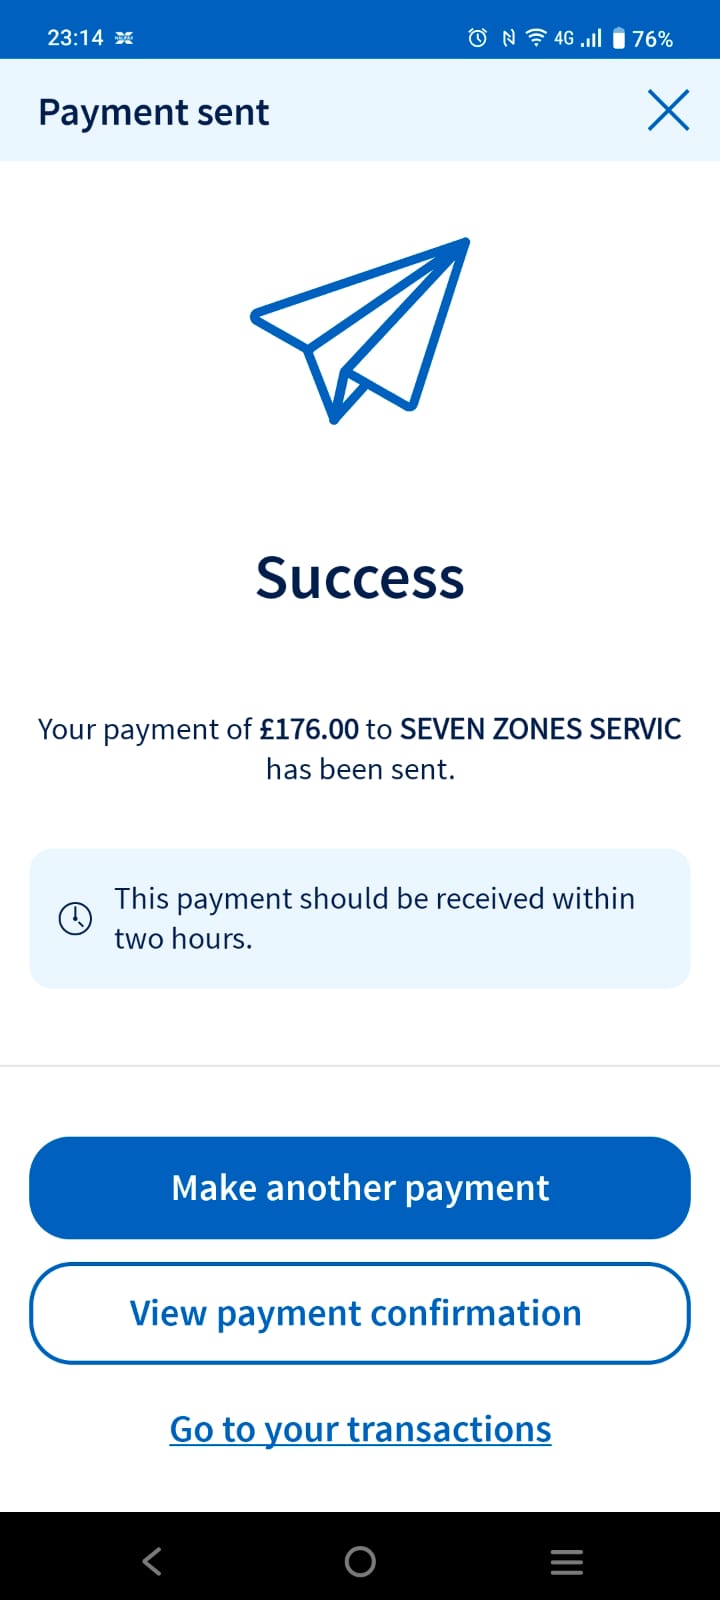 23:14
4G 76%
Payment sent
Success
Your payment of £176.00 to SEVEN ZONES SERVIC
has been sent.
This payment should be received within
two hours.
Make another payment
View payment confirmation
Go to your transactions